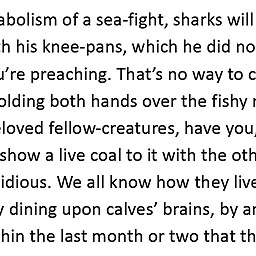 abolism of a sea-fight, sharks will
h his knee-pans, which he did no
're preaching. That's no way to c
olding both hands over the fishy
eloved fellow-creatures, have you,
show a live coal to it with the oth
idious. We all know how they live
dining upon calves' brains, by a
hin the last month or two that th